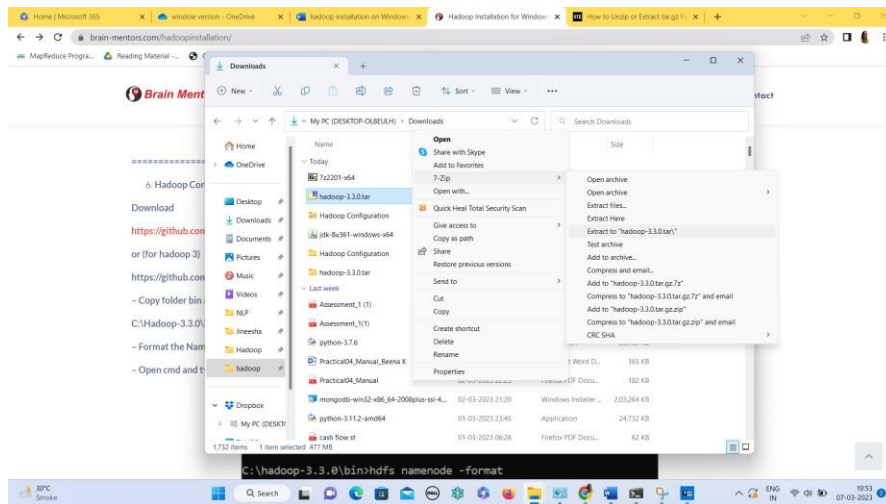 Home | Microsoft 365
window version - OneDrive
hadoop installation on Windows
Hadoop Installation for Window
How to Unzip or Extract tar.gz Fi
brain-mentors.com/hadoopinstallation/
MapReduce Progra...
Reading Material -...
Brain Ment
ntact
====================
6. Hadoop Con
Download
https://github.con
or (for hadoop 3)
https://github.con
- Copy folder bin
C:\Hadoop-3.3.0\
- Format the Nam
- Open cmd and t
Downloads
New
Sort
View
My PC (DESKTOP-OLBEULH)
Downloads
Search Downloads
Home
OneDrive
Desktop
Downloads
Documents
Pictures
Music
Videos
NLP
Jineesha
Hadoop
hadoop
Dropbox
My PC (DESKT
Name
Size
Today
7z2201-x64
hadoop-3.3.0.tar
Hadoop Configuration
jdk-8u361-windows-x64
Hadoop Configuration
hadoop-3.3.0.tar
Last week
Assessment_1 (1)
Assessment_1(1)
python-3.7.6
Practical04_Manual_Beena K
t Word D...
163 KB
Practical04_Manual
Firefox PDF Docu...
182 KB
mongodb-win32-x86_64-2008plus-ssl-4...
02-03-2023 21:20
Windows Installer ...
2,03,264 KB
python-3.11.2-amd64
01-03-2023 23:45
Application
24,732 KB
cash flow st
01-03-2023 06:28
Firefox PDF Docu...
62 KB
1,732 items
1 item selected 477 MB
Open
Share with Skype
Add to Favorites
7-Zip
Open with...
Quick Heal Total Security Scan
Give access to
Copy as path
Share
Restore previous versions
Send to
Cut
Copy
Create shortcut
Delete
Rename
Properties
Open archive
Open archive
Extract files...
Extract Here
Extract to "hadoop-3.3.0.tar\"
Test archive
Add to archive...
Compress and email...
Add to "hadoop-3.3.0.tar.gz.7z"
Compress to "hadoop-3.3.0.tar.gz.7z" and email
Add to "hadoop-3.3.0.tar.gz.zip"
Compress to "hadoop-3.3.0.tar.gz.zip" and email
CRC SHA
C:\hadoop-3.3.0\bin>hdfs namenode -format
30°C
Smoke
Search
ENG
IN
19:53
07-03-2023